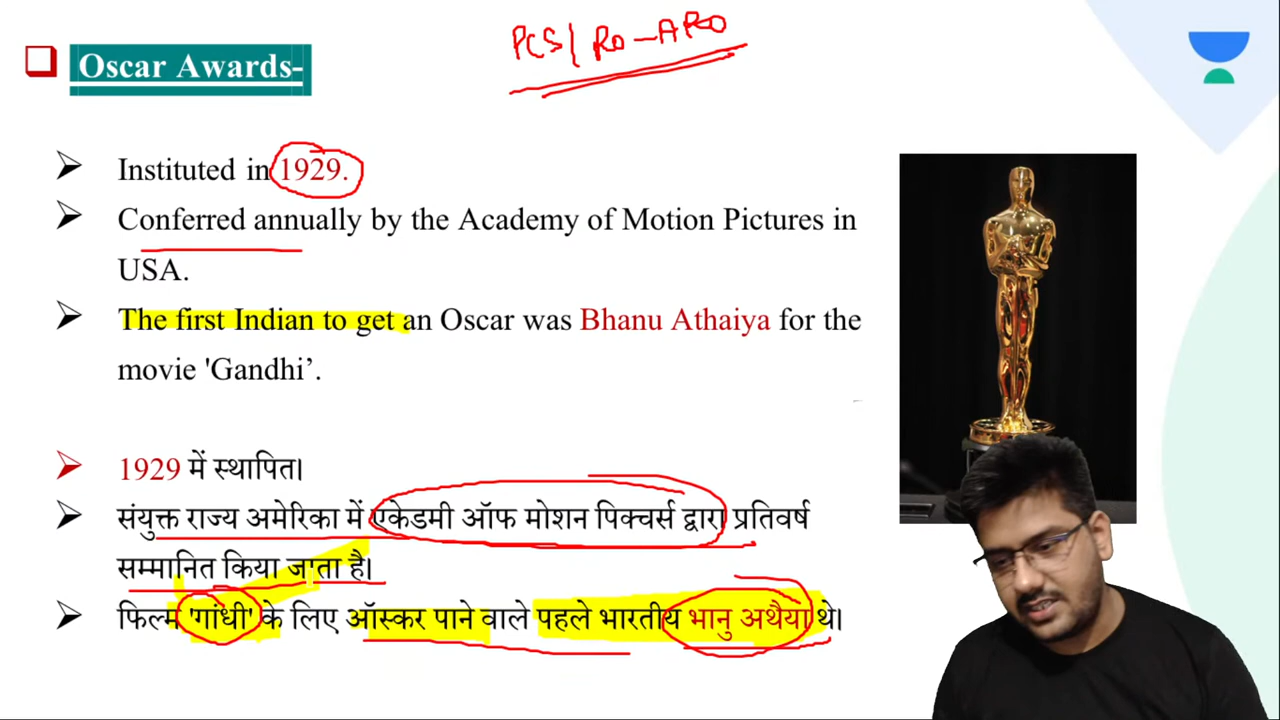 PCS/ RO-ARO
Oscar Awards-
Instituted in 1929.
Conferred annually by the Academy of Motion Pictures in
USA.
The first Indian to get an Oscar was Bhanu Athaiya for the
movie 'Gandhi’.
1929 में स्थापित।
संयुक्त राज्य अमेरिका में एकेडमी ऑफ मोशन पिक्चर्स द्वारा प्रतिवर्ष
सम्मानित किया जाता है।
फिल्म 'गांधी' के लिए ऑस्कर पाने वाले पहले भारतीय भानु अथैया थे।